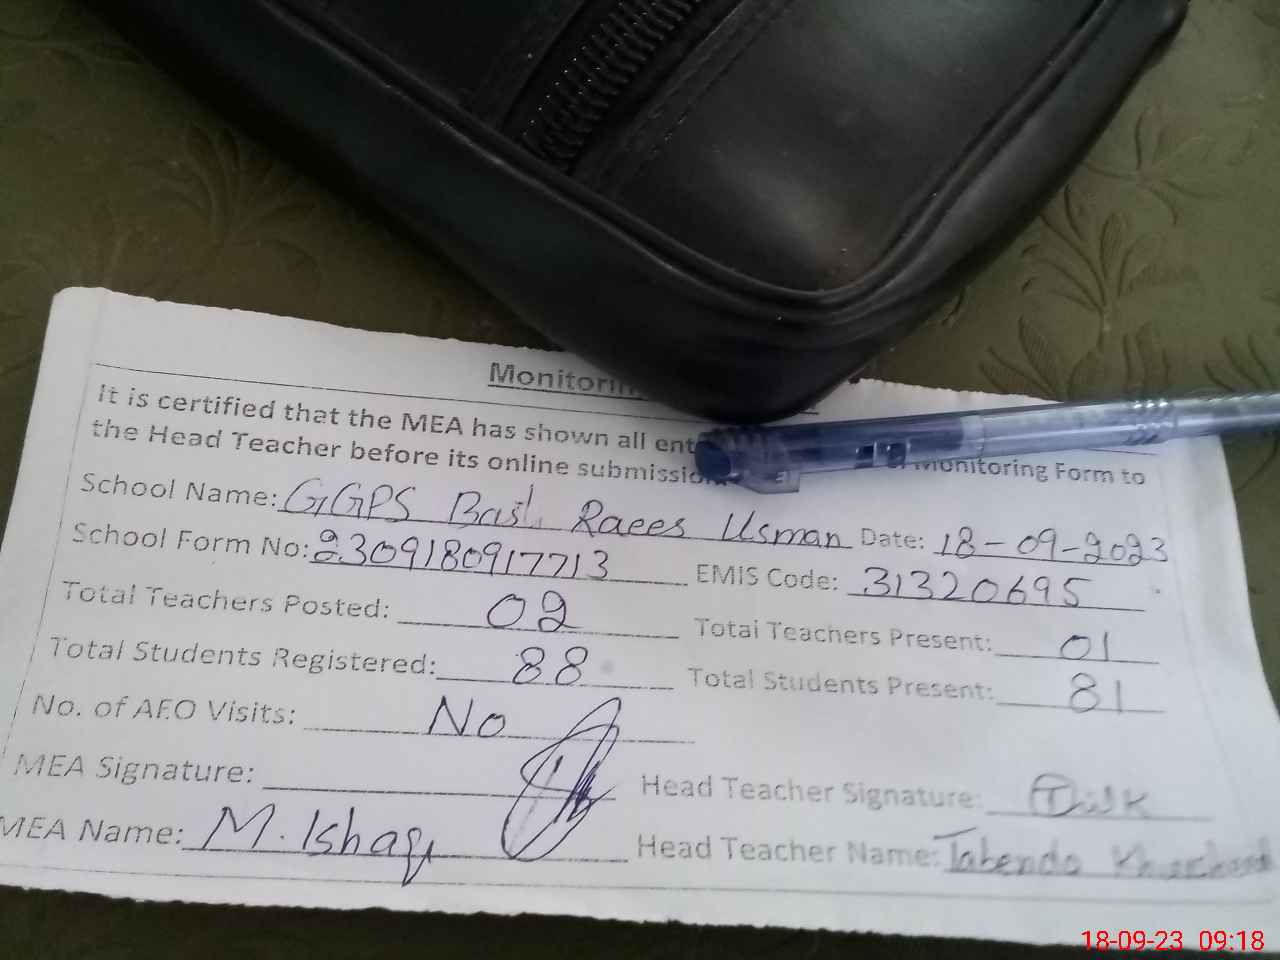 Monitorin
It is certified that the MEA has shown all ent
the Head Teacher before its online submission Monitoring Form to
School Name: GGPS Basti Raees Usman Date: 18-09-2023
School Form No: 2309180917713 EMIS Code: 31320695
Total Teachers Posted: 02 Total Teachers Present: 01
Total Students Registered: 88 Total Students Present: 81
No. of AEO Visits: No
MEA Signature: Head Teacher Signature:
MEA Name: M. Ishaq Head Teacher Name: Tabenda
18-09-23 09:18